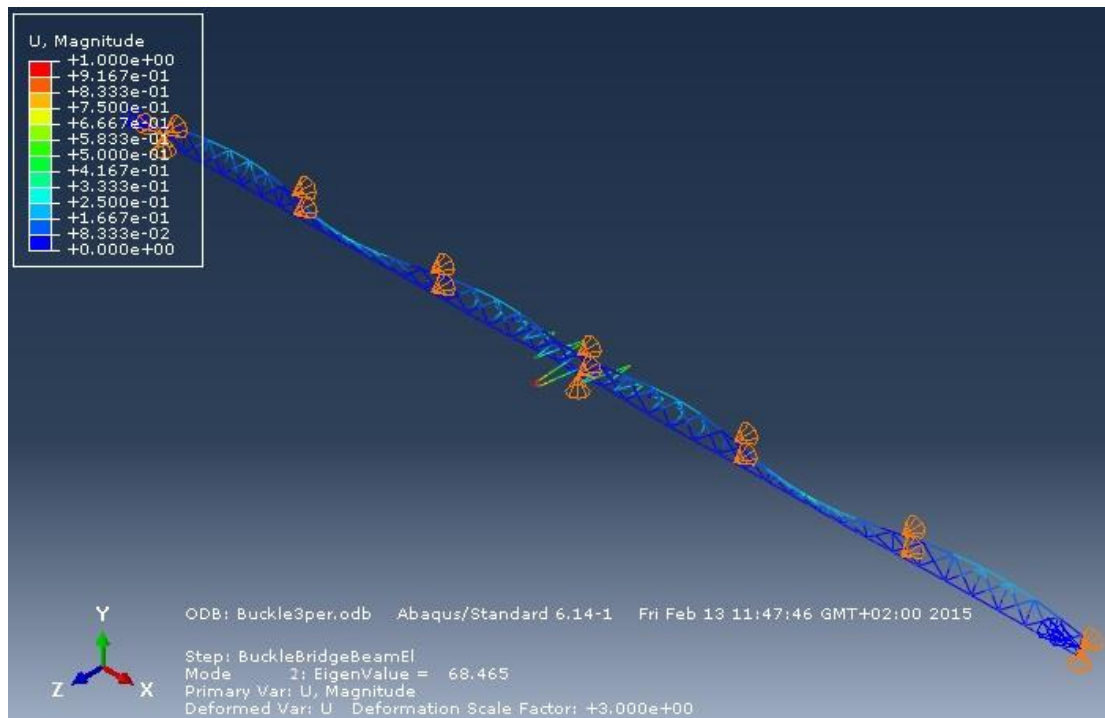 U, Magnitude
+1.000e+00
+9.167e-01
+8.333e-01
+7.500e-01
+6.667e-01
+5.833e-01
+5.000e-01
+4.167e-01
+3.333e-01
+2.500e-01
+1.667e-01
+8.333e-02
+0.000e+00
ODB: Buckle3per.odb Abaqus/Standard 6.14-1 Fri Feb 13 11:47:46 GMT+02:00 2015
Step: BuckleBridgeBeamEl
Mode 2: EigenValue = 68.465
Primary Var: U, Magnitude
Deformed Var: U Deformation Scale Factor: +3.000e+00
Y
Z
X